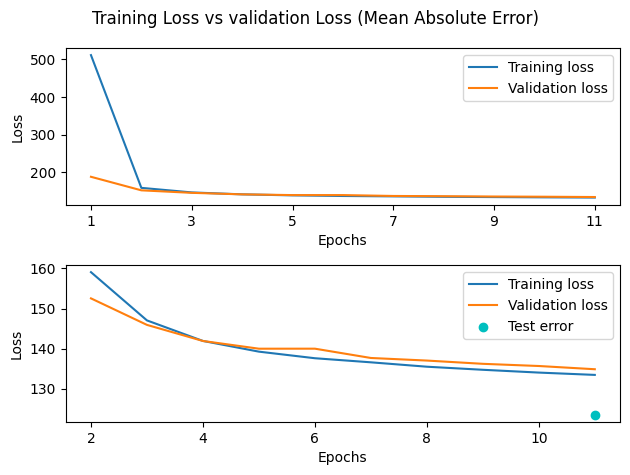 Training Loss vs validation Loss (Mean Absolute Error)
500
400
300
200
Loss
Training loss
Validation loss
1 3 5 7 9 11
Epochs
160
150
140
130
Loss
Training loss
Validation loss
Test error
2 4 6 8 10
Epochs